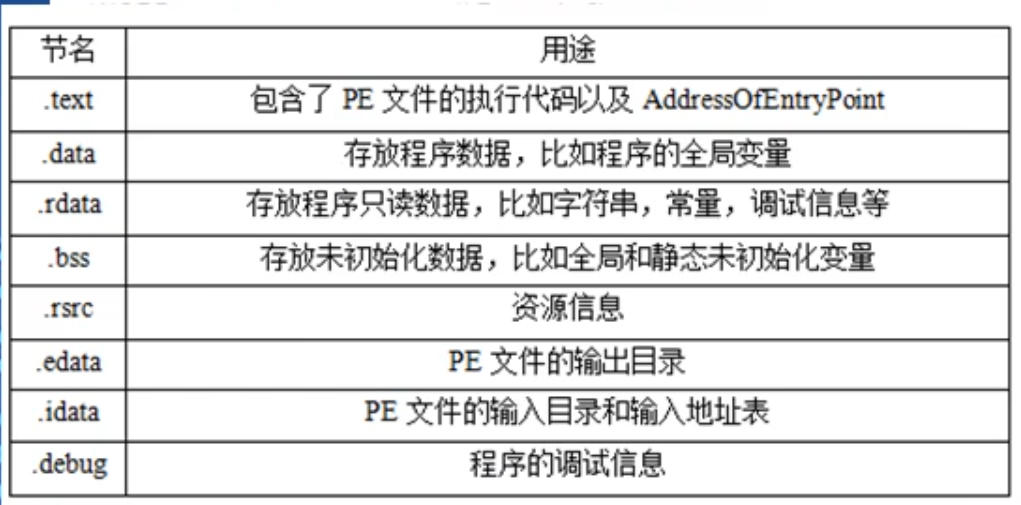 节名 用途
.text 包含了 PE 文件的执行代码以及 AddressOfEntryPoint
.data 存放程序数据，比如程序的全局变量
.rdata 存放程序只读数据，比如字符串，常量，调试信息等
.bss 存放未初始化数据，比如全局和静态未初始化变量
.rsrc 资源信息
.edata PE 文件的输出目录
.idata PE 文件的输入目录和输入地址表
.debug 程序的调试信息